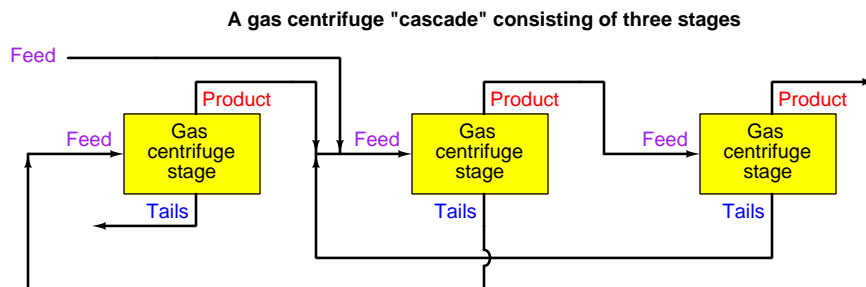 A gas centrifuge "cascade" consisting of three stages
Feed
Product
Product
Product
Feed
Gas
centrifuge
stage
Feed
Gas
centrifuge
stage
Feed
Gas
centrifuge
stage
Tails
Tails
Tails